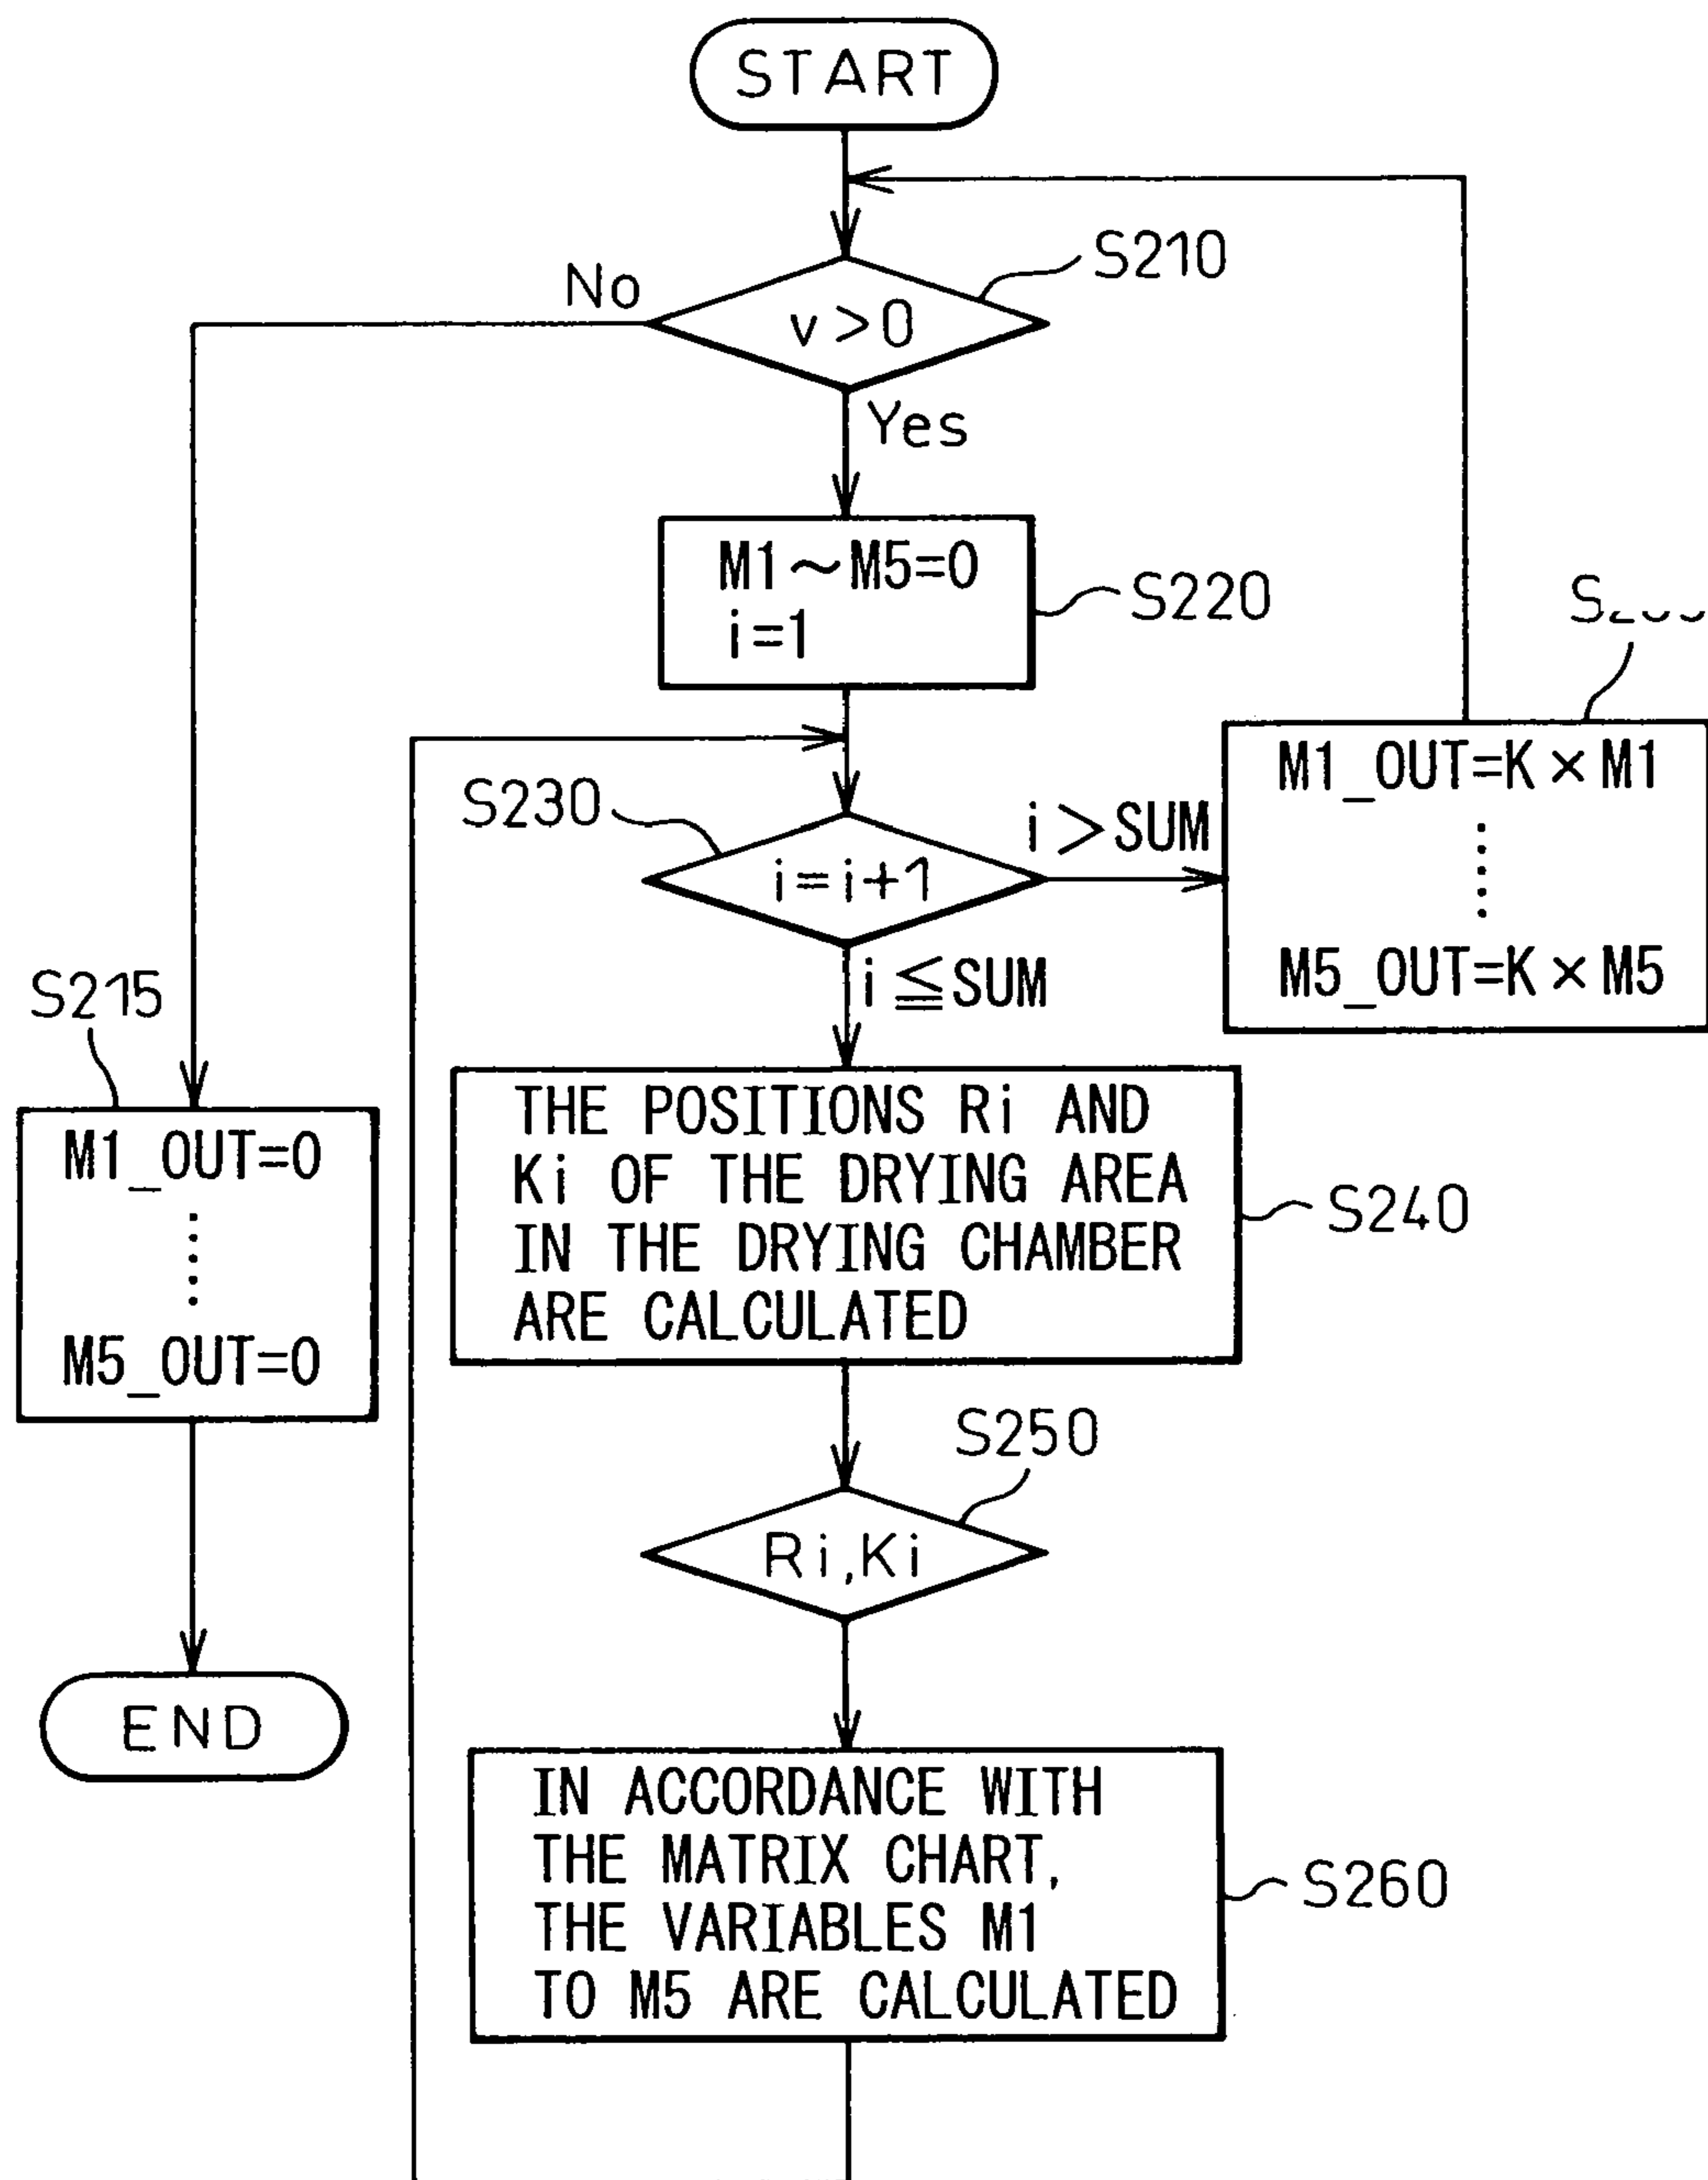 START
S210
No
v>0
Yes
M1～M5=0
i=1
S220
M1_OUT=K×M1
M5_OUT=K×M5
S230
i=i+1
i>SUM
i≦SUM
S215
M1_OUT=0
M5_OUT=0
END
THE POSITIONS Ri AND
Ki OF THE DRYING AREA
IN THE DRYING CHAMBER
ARE CALCULATED
S240
S250
Ri,Ki
IN ACCORDANCE WITH
THE MATRIX CHART,
THE VARIABLES M1
TO M5 ARE CALCULATED
S260